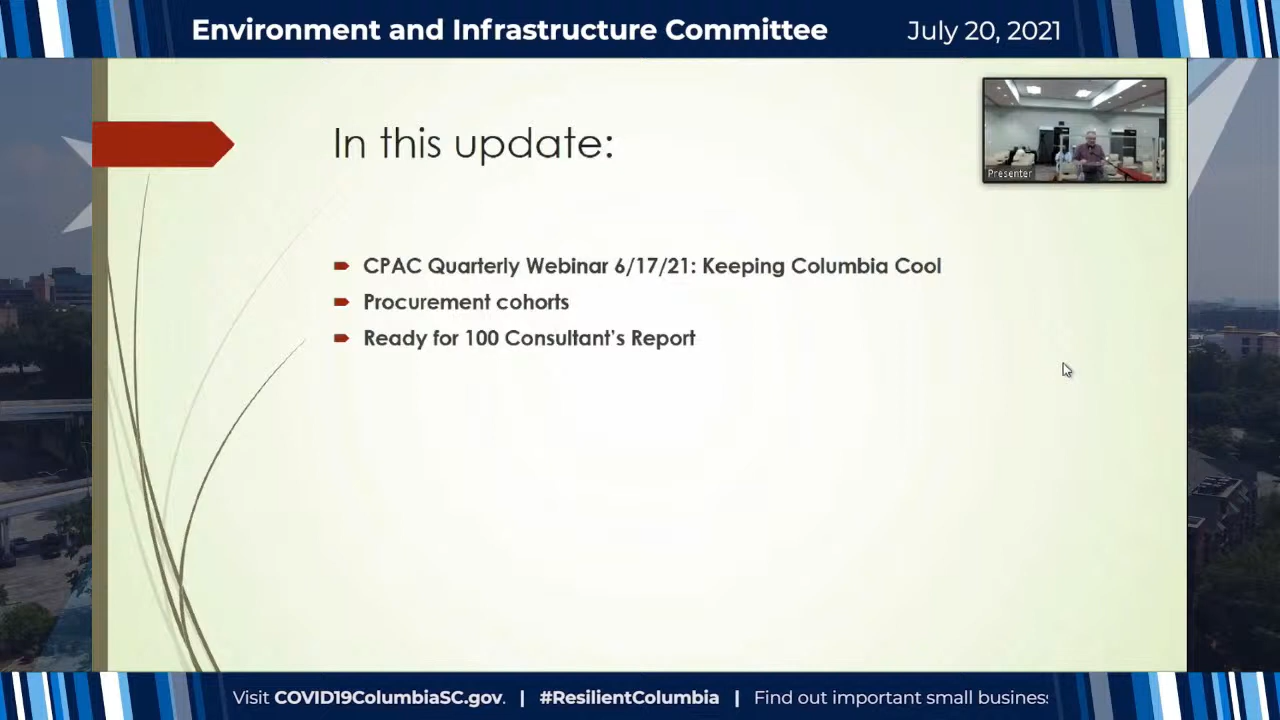 Environment and Infrastructure Committee July 20, 2021
In this update:
Presenter
CPAC Quarterly Webinar 6/17/21: Keeping Columbia Cool
Procurement cohorts
Ready for 100 Consultant's Report
Visit COVID19ColumbiaSC.gov. | #ResilientColumbia | Find out important small business